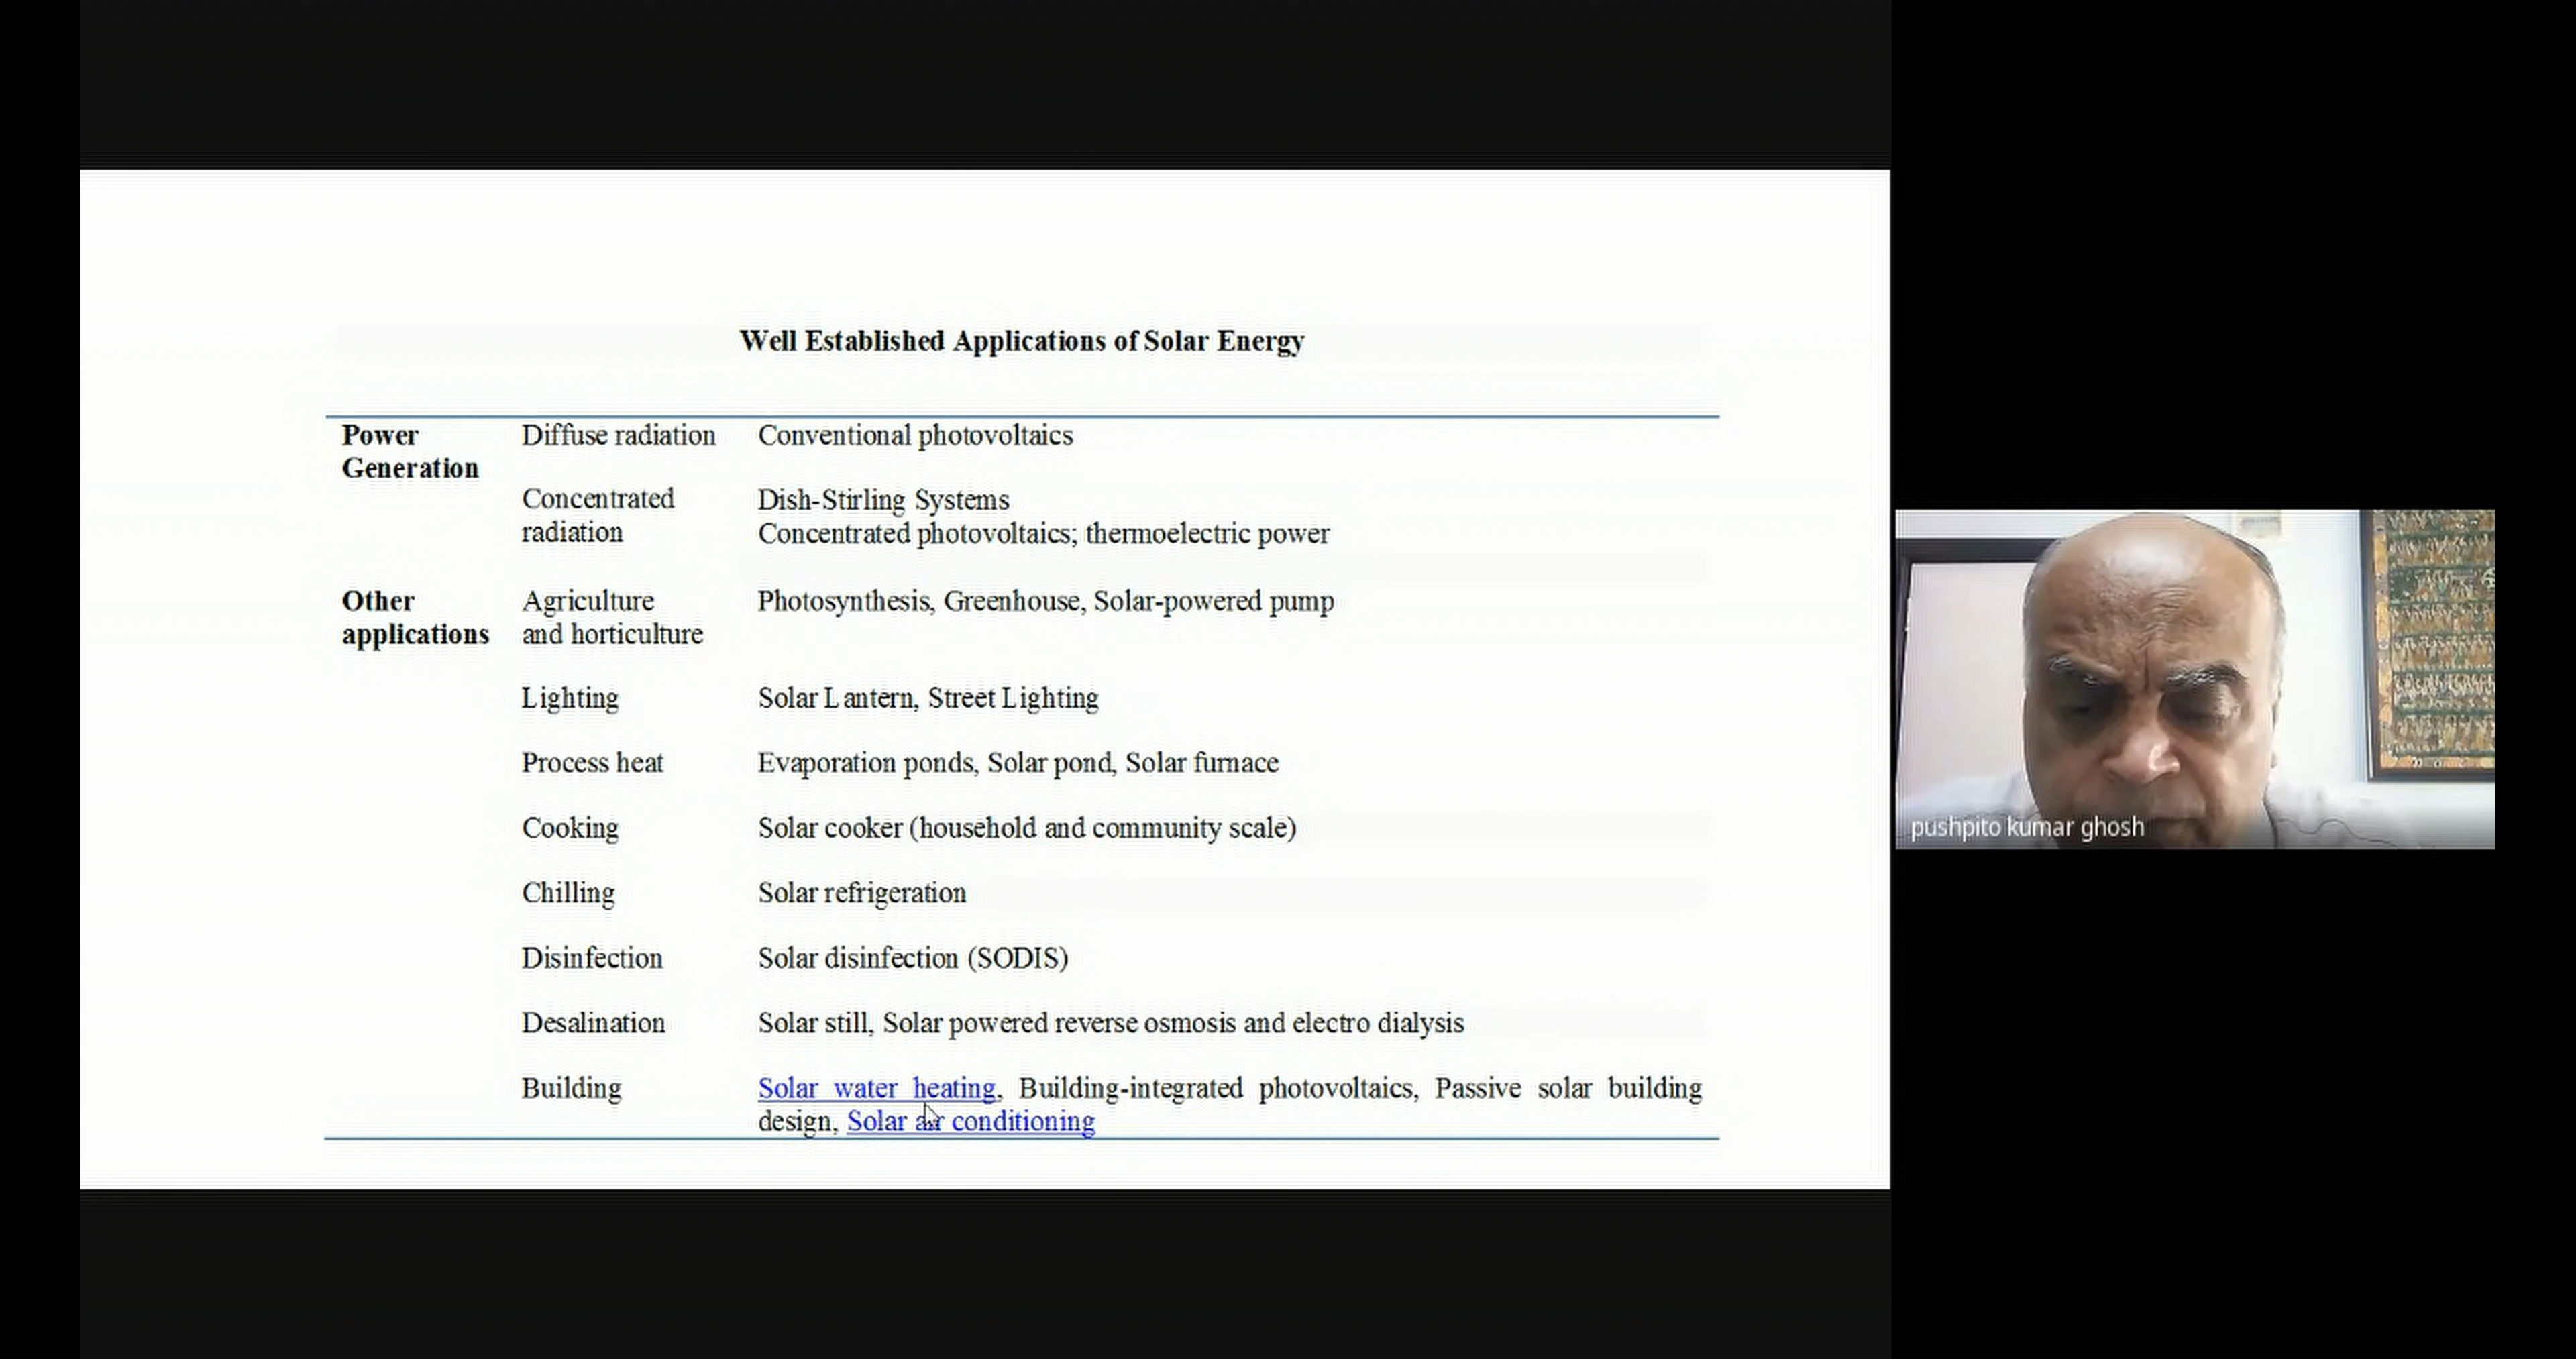 Well Established Applications of Solar Energy
Power Diffuse radiation Conventional photovoltaics
Generation
Concentrated Dish-Stirling Systems
radiation Concentrated photovoltaics; thermoelectric power
Other Agriculture Photosynthesis, Greenhouse, Solar-powered pump
applications and horticulture
Lighting Solar Lantern, Street Lighting
Process heat Evaporation ponds, Solar pond, Solar furnace
Cooking Solar cooker (household and community scale)
Chilling Solar refrigeration
Disinfection Solar disinfection (SODIS)
Desalination Solar still, Solar powered reverse osmosis and electro dialysis
Building Solar water heating, Building-integrated photovoltaics, Passive solar building
design, Solar air conditioning
pushpito kumar ghosh